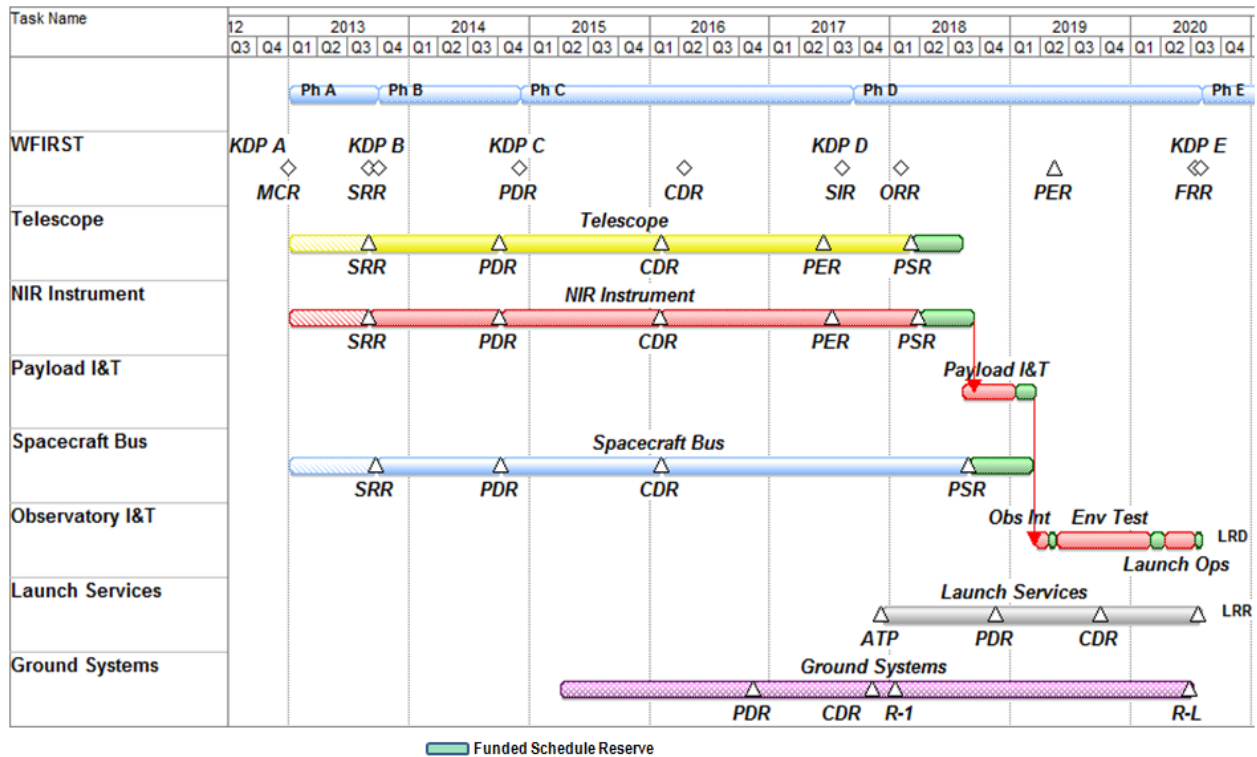 Task Name
12 2013 2014 2015 2016 2017 2018 2019 2020
Q3 Q4 Q1 Q2 Q3 Q4 Q1 Q2 Q3 Q4 Q1 Q2 Q3 Q4 Q1 Q2 Q3 Q4 Q1 Q2 Q3 Q4 Q1 Q2 Q3 Q4 Q1 Q2 Q3 Q4 Q1 Q2 Q3 Q4
Ph A Ph B Ph C Ph D Ph E
WFIRST KDP A KDP B KDP C KDP D KDP E
MCR SRR PDR CDR SIR ORR PER FRR
Telescope Telescope
SRR PDR CDR PER PSR
NIR Instrument NIR Instrument
SRR PDR CDR PER PSR
Payload I&T Payload I&T
Spacecraft Bus Spacecraft Bus
SRR PDR CDR PSR
Observatory I&T Obs Int Env Test
LRD
Launch Ops
Launch Services Launch Services
LRR
ATP PDR CDR
Ground Systems Ground Systems
PDR CDR R-1 R-L
Funded Schedule Reserve